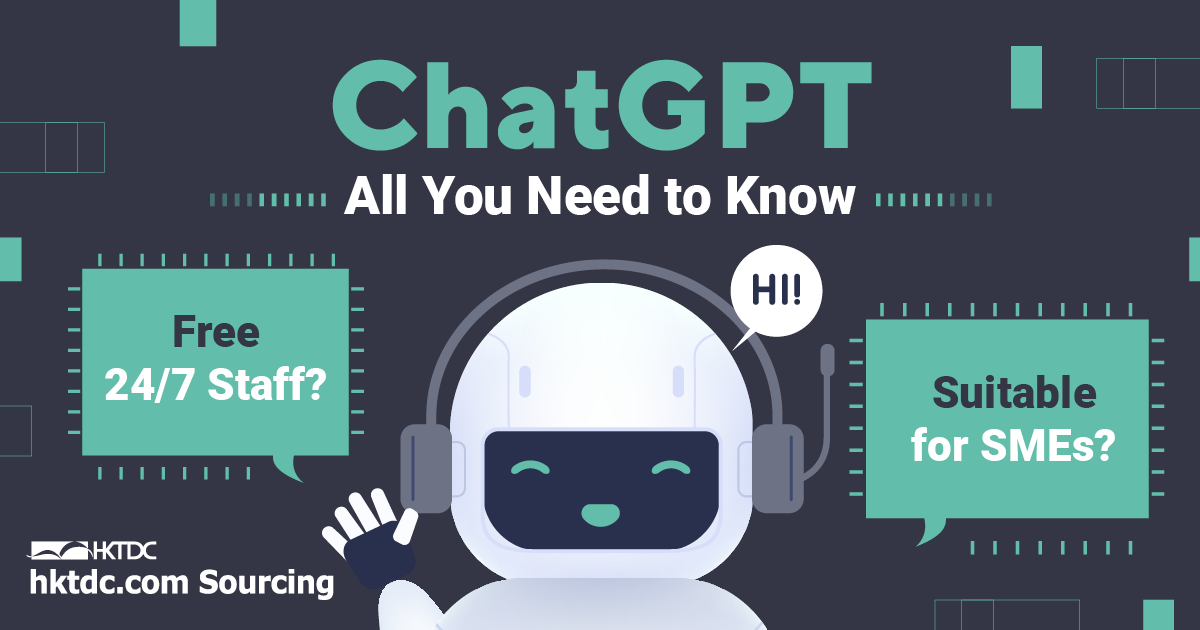 ChatGPT
All You Need to Know
HI!
Free
24/7 Staff?
Suitable
for SMEs?
HKTDC
hktdc.com Sourcing